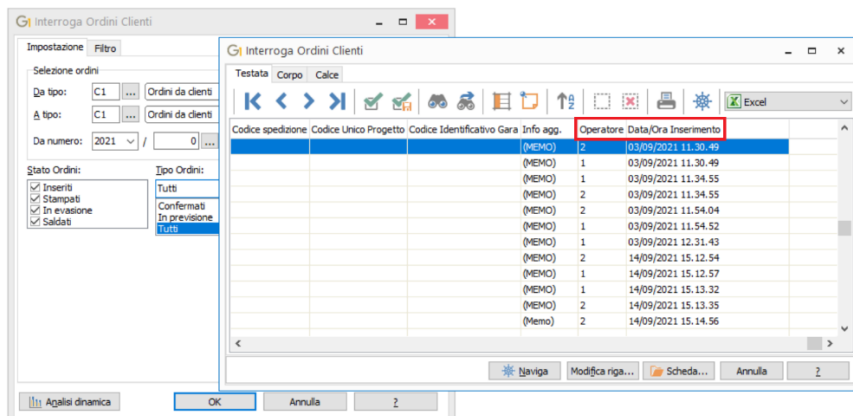 Interroga Ordini Clienti
Impostazione Filtro
Selezione ordini
Da tipo: C1 ... Ordini da clienti
A tipo: C1 ... Ordini da clienti
Da numero: 2021 / 0 ...
Stato Ordini: Tipo Ordini:
Inseriti
Stampati
In evasione
Saldati
Tutti
Confermati
In previsione
Tutti
Analisi dinamica OK Annulla ?
Interroga Ordini Clienti
Testata Corpo Calce
Excel
Codice spedizione Codice Unico Progetto Codice Identificativo Gara Info agg. Operatore Data/Ora Inserimento
(MEMO) 2 03/09/2021 11.30.49
(MEMO) 1 03/09/2021 11.30.49
(MEMO) 1 03/09/2021 11.34.55
(MEMO) 2 03/09/2021 11.34.55
(MEMO) 2 03/09/2021 11.54.04
(MEMO) 1 03/09/2021 11.54.52
(MEMO) 1 03/09/2021 12.31.43
(MEMO) 2 14/09/2021 15.12.54
(MEMO) 1 14/09/2021 15.12.57
(MEMO) 1 14/09/2021 15.13.32
(MEMO) 2 14/09/2021 15.13.35
(Memo) 2 14/09/2021 15.14.56
Naviga Modifica riga... Scheda... Annulla ?